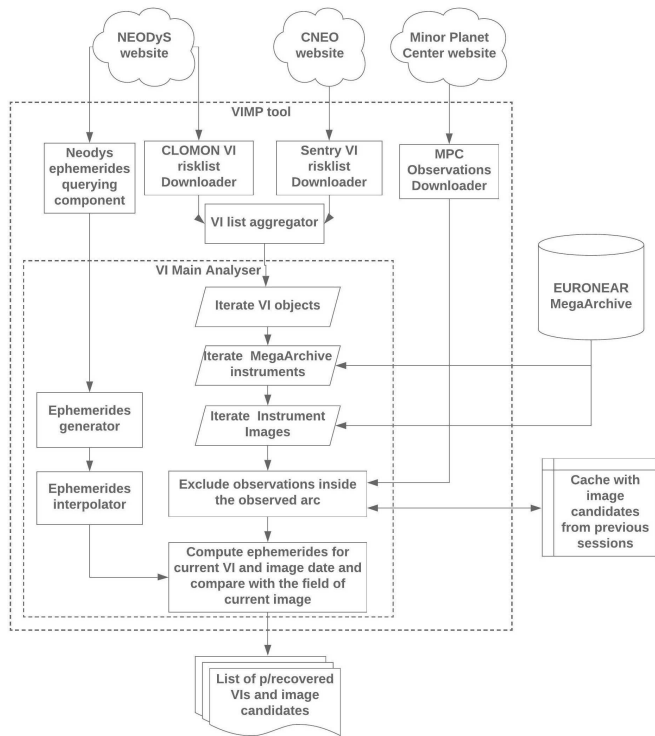 NEODyS
website
CNEO
website
Minor Planet
Center website
VIMP tool
Neodys
ephemerides
querying
component
CLOMON VI
risklist
Downloader
Sentry VI
risklist
Downloader
MPC
Observations
Downloader
VI list aggregator
EURONEAR
MegaArchive
VI Main Analyser
Iterate VI objects
Iterate MegaArchive
instruments
Ephemerides
generator
Iterate Instrument
Images
Ephemerides
interpolator
Exclude observations inside
the observed arc
Cache with
image
candidates
from previous
sessions
Compute ephemerides for
current VI and image date and
compare with the field of
current image
List of p/recovered
VIs and image
candidates